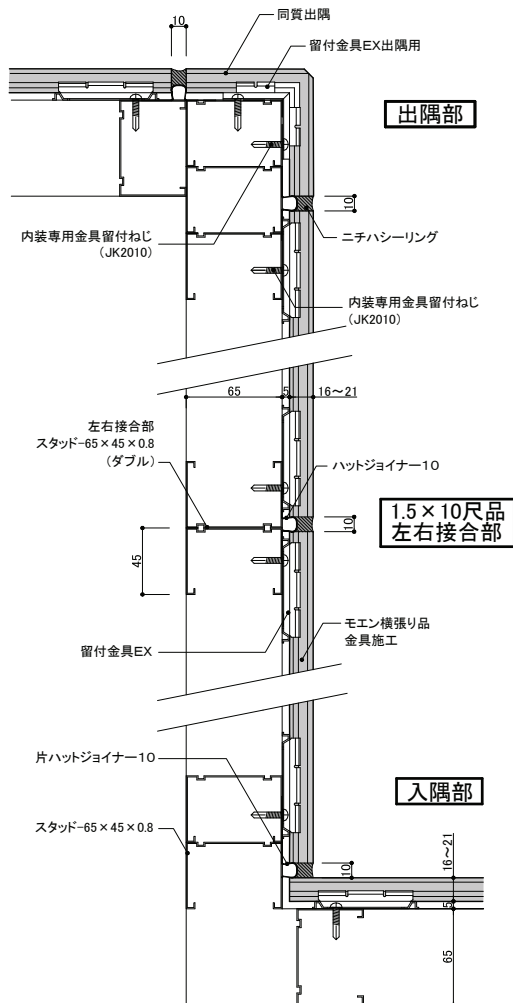 10
同質出隅
留付金具EX出隅用
出隅部
10
ニチハシーリング
内装専用金具留付ねじ
(JK2010)
内装専用金具留付ねじ
(JK2010)
65
5
16～21
左右接合部
スタッド-65×45×0.8
(ダブル)
ハットジョイナー10
1.5×10尺品
左右接合部
10
45
留付金具EX
モエン横張り品
金具施工
片ハットジョイナー10
入隅部
スタッド-65×45×0.8
10
16～21
5
65